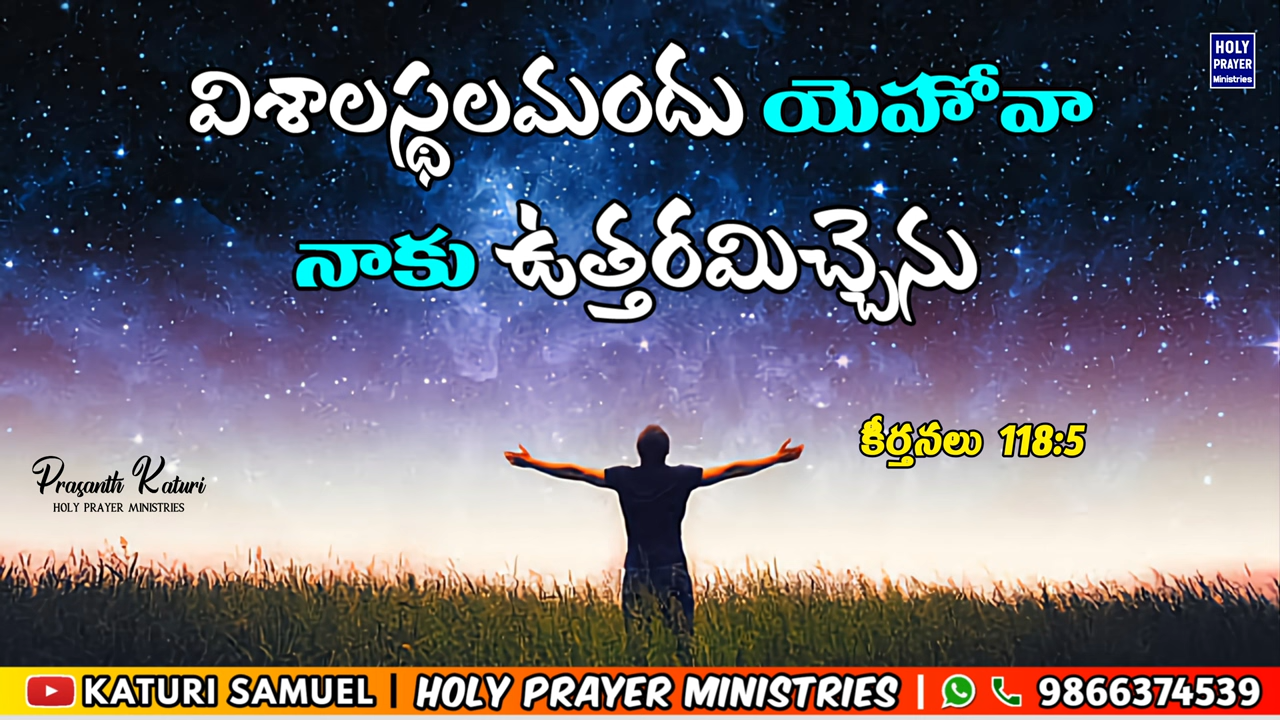 HOLY
PRAYER
Ministries
విశాలస్థలమందు యెహోవా
నాకు ఉత్తరమిచ్చెను
కీర్తనలు 118:5
Prasanth Katuri
HOLY PRAYER MINISTRIES
KATURI SAMUEL | HOLY PRAYER MINISTRIES | 9866374539